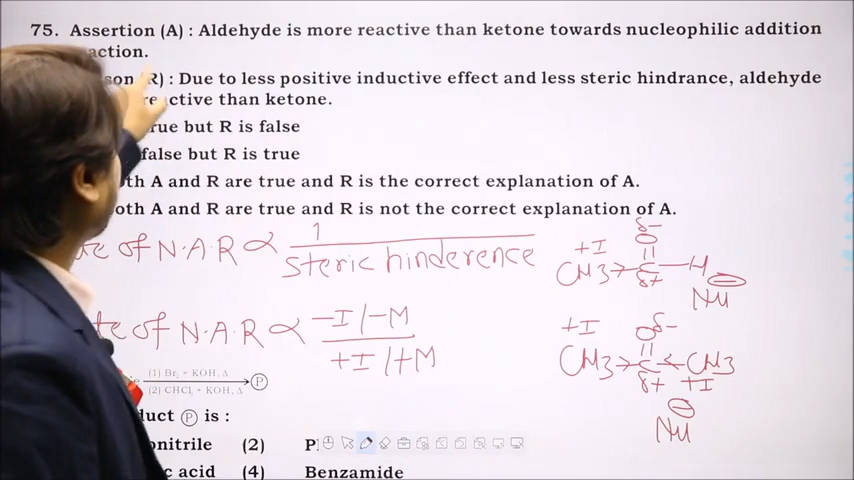 75. Assertion (A) : Aldehyde is more reactive than ketone towards nucleophilic addition
action.
son (R) : Due to less positive inductive effect and less steric hindrance, aldehyde
active than ketone.
rue but R is false
false but R is true
oth A and R are true and R is the correct explanation of A.
oth A and R are true and R is not the correct explanation of A.
te of N.A.R ∝ 1 / steric hinderence
te of N.A.R ∝ -I/-M / +I/+M
+I CH3 C δ+ O δ- H Nu ⊖
+I CH3 C δ+ O δ- CH3 +I Nu ⊖
(1) Br₂ + KOH, Δ
(2) CHCl₃ + KOH, Δ
P
duct P is :
onitrile (2) P
c acid (4) Benzamide